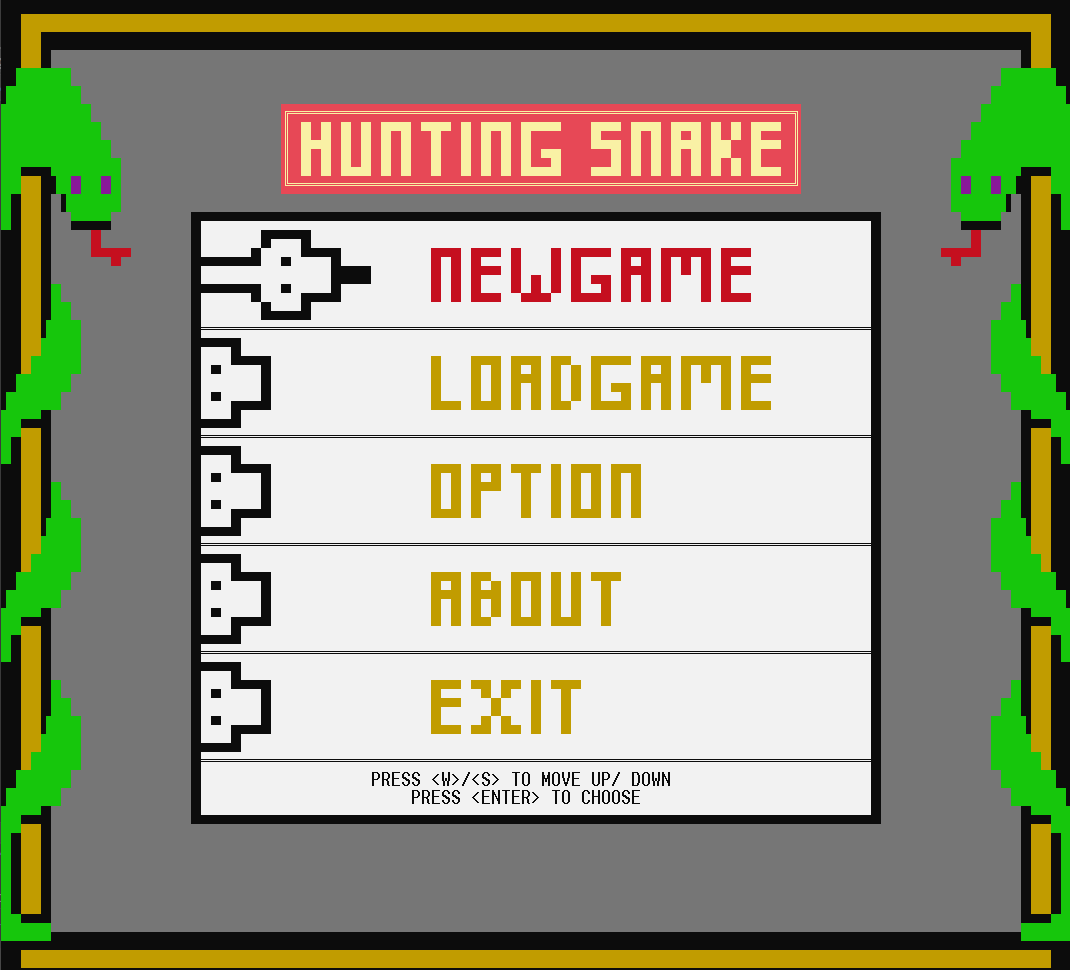 HUNTING SNAKE
NEWGAME
LOADGAME
OPTION
ABOUT
EXIT
PRESS <W>/<S> TO MOVE UP/ DOWN
PRESS <ENTER> TO CHOOSE